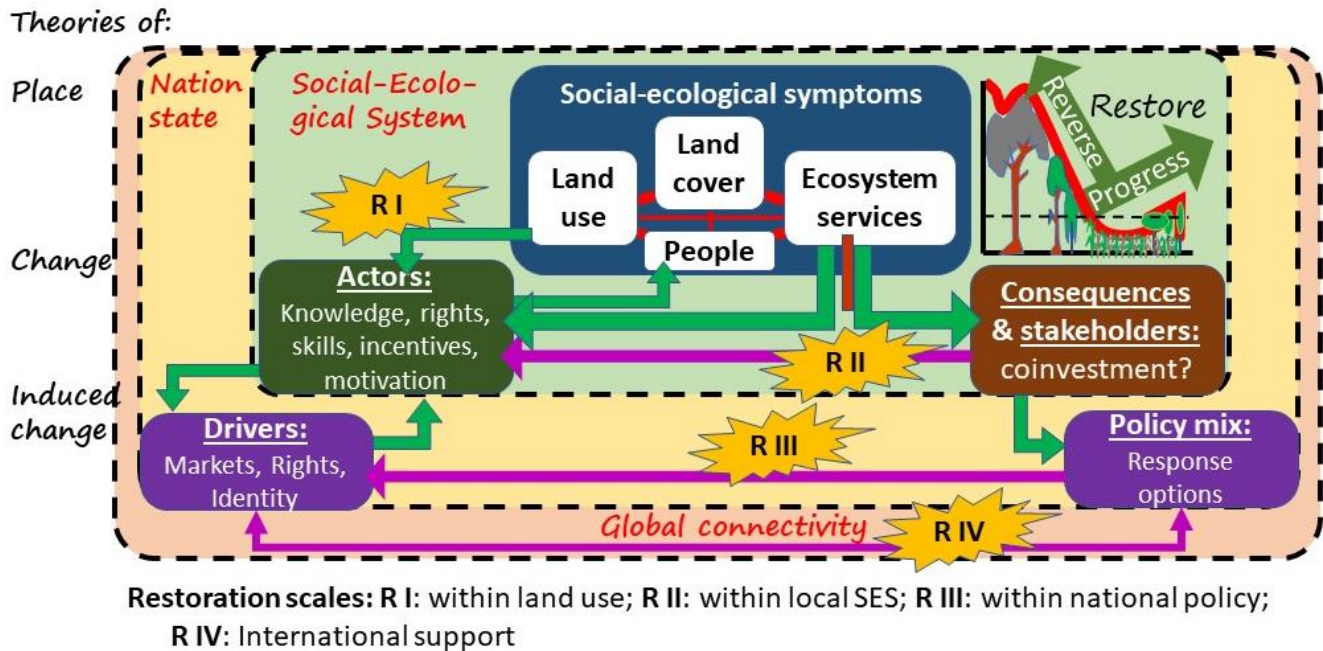 Theories of:
Place
Nation
state
Social-Ecolo-
gical System
Social-ecological symptoms
Land
cover
Land
use
Ecosystem
services
People
Reverse
Restore
Progress
R I
Change
Actors:
Knowledge, rights,
skills, incentives,
motivation
Consequences
& stakeholders:
coinvestment?
R II
Induced
change
Drivers:
Markets, Rights,
Identity
R III
Policy mix:
Response
options
Global connectivity
R IV
Restoration scales: R I: within land use; R II: within local SES; R III: within national policy;
R IV: International support